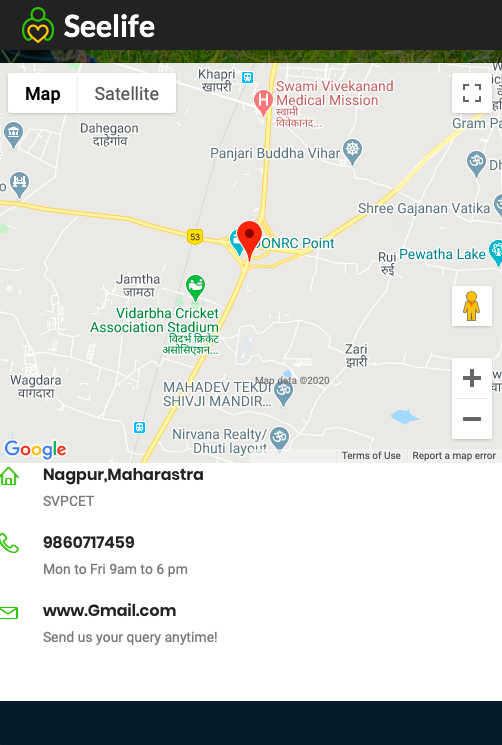 Seelife
Map
Satellite
Khapri
खापरी
Swami Vivekanand
Medical Mission
स्वामी
विवेकानंद...
Dahegaon
दाहेगांव
Gram Pa
Panjari Buddha Vihar
Dh
Shree Gajanan Vatika
53
ONRC Point
Rui
रुई
Pewatha Lake
Jamtha
जामठा
Vidarbha Cricket
Association Stadium
विदर्भ क्रिकेट
असोसिएशन...
Zari
झारी
Wagdara
वागदारा
Map data ©2020
MAHADEV TEKDI
SHIVJI MANDIR...
Nirvana Realty/
Dhuti layout
Google
Terms of Use
Report a map error
Nagpur,Maharastra
SVPCET
9860717459
Mon to Fri 9am to 6 pm
www.Gmail.com
Send us your query anytime!